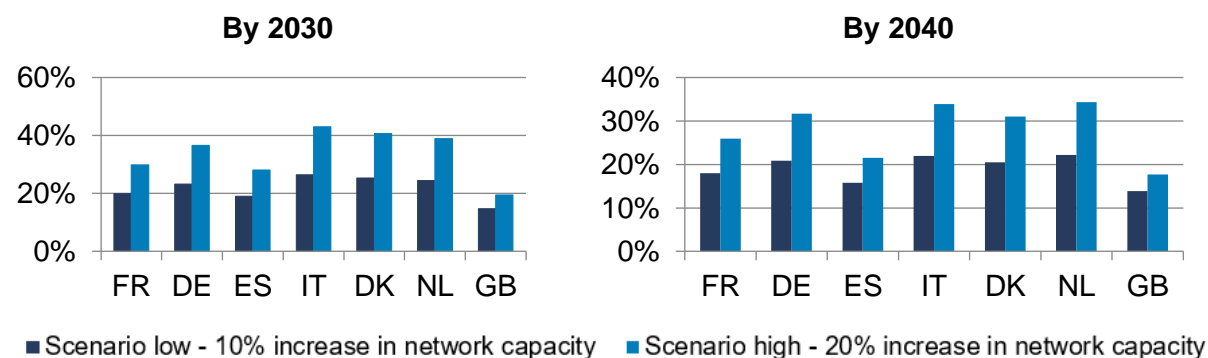 By 2030
60%
40%
20%
0%
FR DE ES IT DK NL GB
By 2040
40%
30%
20%
10%
0%
FR DE ES IT DK NL GB
Scenario low - 10% increase in network capacity
Scenario high - 20% increase in network capacity